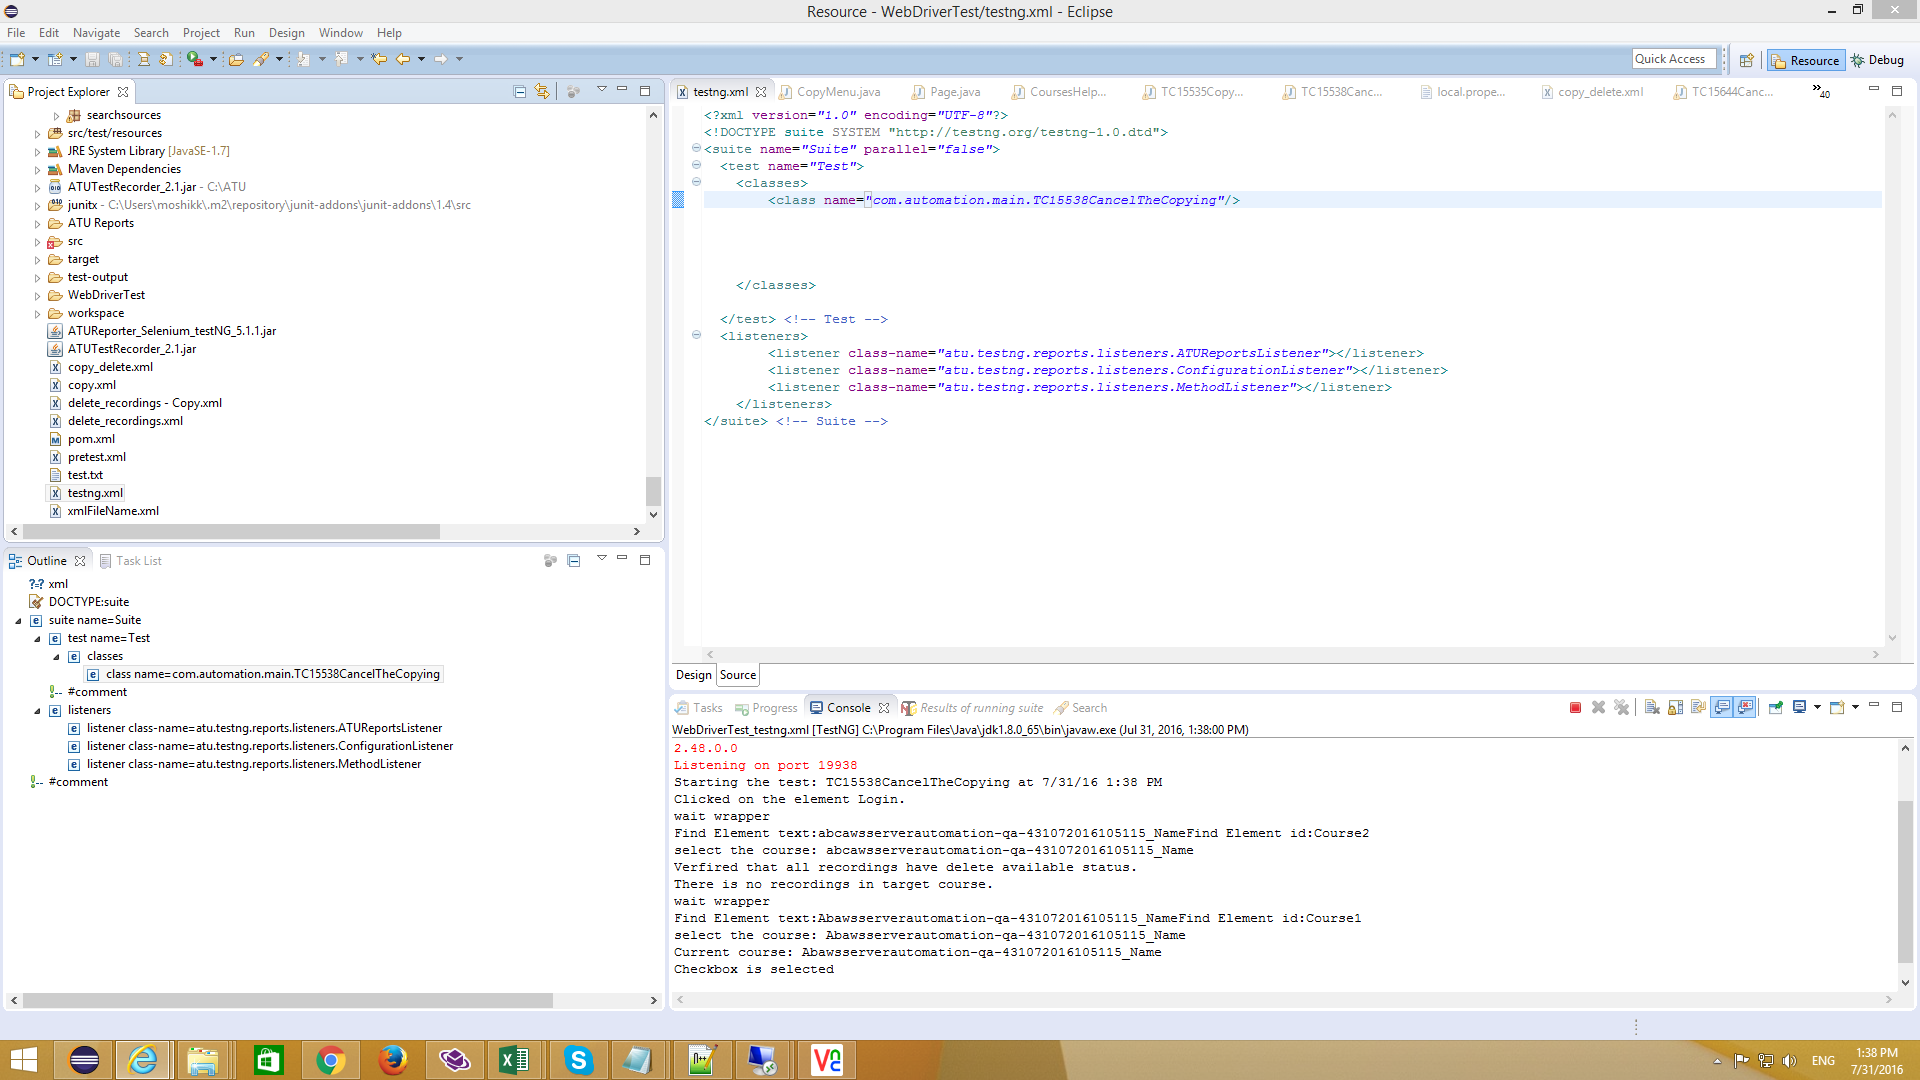 Resource - WebDriverTest/testng.xml - Eclipse
File Edit Navigate Search Project Run Design Window Help
Quick Access
Resource
Debug
Project Explorer
searchsources
src/test/resources
JRE System Library [JavaSE-1.7]
Maven Dependencies
ATUTestRecorder_2.1.jar - C:\ATU
junitx - C:\Users\moshikk\.m2\repository\junit-addons\junit-addons\1.4\src
ATU Reports
src
target
test-output
WebDriverTest
workspace
ATUReporter_Selenium_testNG_5.1.1.jar
ATUTestRecorder_2.1.jar
copy_delete.xml
copy.xml
delete_recordings - Copy.xml
delete_recordings.xml
pom.xml
pretest.xml
test.txt
testng.xml
xmlFileName.xml
Outline
Task List
?=? xml
DOCTYPE:suite
suite name=Suite
test name=Test
classes
class name=com.automation.main.TC15538CancelTheCopying
#comment
listeners
listener class-name=atu.testng.reports.listeners.ATUReportsListener
listener class-name=atu.testng.reports.listeners.ConfigurationListener
listener class-name=atu.testng.reports.listeners.MethodListener
#comment
testng.xml CopyMenu.java Page.java CoursesHelp... TC15535Copy... TC15538Canc... local.prope... copy_delete.xml TC15644Canc... »40
<?xml version="1.0" encoding="UTF-8"?>
<!DOCTYPE suite SYSTEM "http://testng.org/testng-1.0.dtd">
<suite name="Suite" parallel="false">
<test name="Test">
<classes>
<class name="com.automation.main.TC15538CancelTheCopying"/>
</classes>
</test> <!-- Test -->
<listeners>
<listener class-name="atu.testng.reports.listeners.ATUReportsListener"></listener>
<listener class-name="atu.testng.reports.listeners.ConfigurationListener"></listener>
<listener class-name="atu.testng.reports.listeners.MethodListener"></listener>
</listeners>
</suite> <!-- Suite -->
Design Source
Tasks Progress Console Results of running suite Search
WebDriverTest_testng.xml [TestNG] C:\Program Files\Java\jdk1.8.0_65\bin\javaw.exe (Jul 31, 2016, 1:38:00 PM)
2.48.0.0
Listening on port 19938
Starting the test: TC15538CancelTheCopying at 7/31/16 1:38 PM
Clicked on the element Login.
wait wrapper
Find Element text:abcawsserverautomation-qa-431072016105115_NameFind Element id:Course2
select the course: abcawsserverautomation-qa-431072016105115_Name
Verfired that all recordings have delete available status.
There is no recordings in target course.
wait wrapper
Find Element text:Abawsserverautomation-qa-431072016105115_NameFind Element id:Course1
select the course: Abawsserverautomation-qa-431072016105115_Name
Current course: Abawsserverautomation-qa-431072016105115_Name
Checkbox is selected
ENG
1:38 PM
7/31/2016